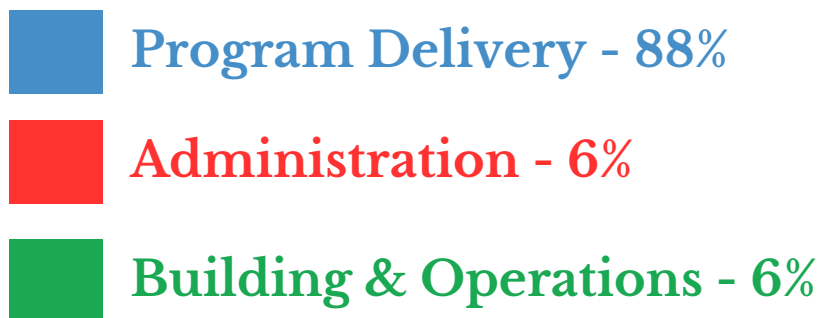 Program Delivery - 88%
Administration - 6%
Building & Operations - 6%